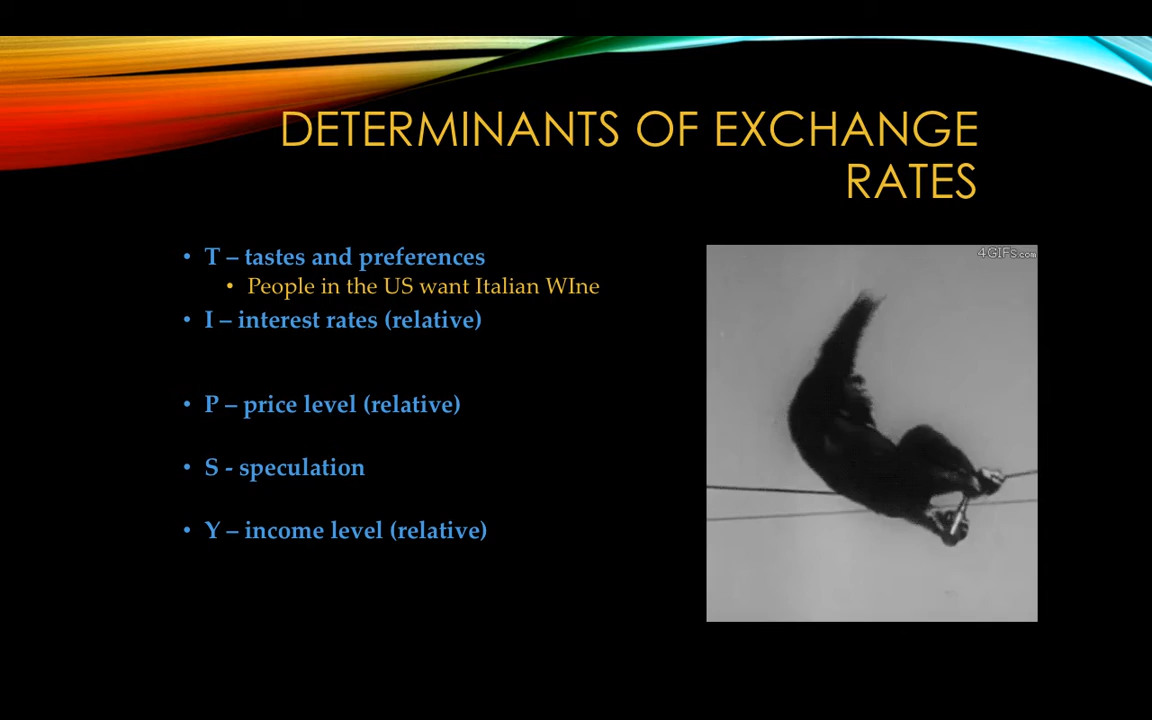 DETERMINANTS OF EXCHANGE
RATES
• T – tastes and preferences
• People in the US want Italian WIne
• I – interest rates (relative)
• P – price level (relative)
• S - speculation
• Y – income level (relative)
4GIFs.com